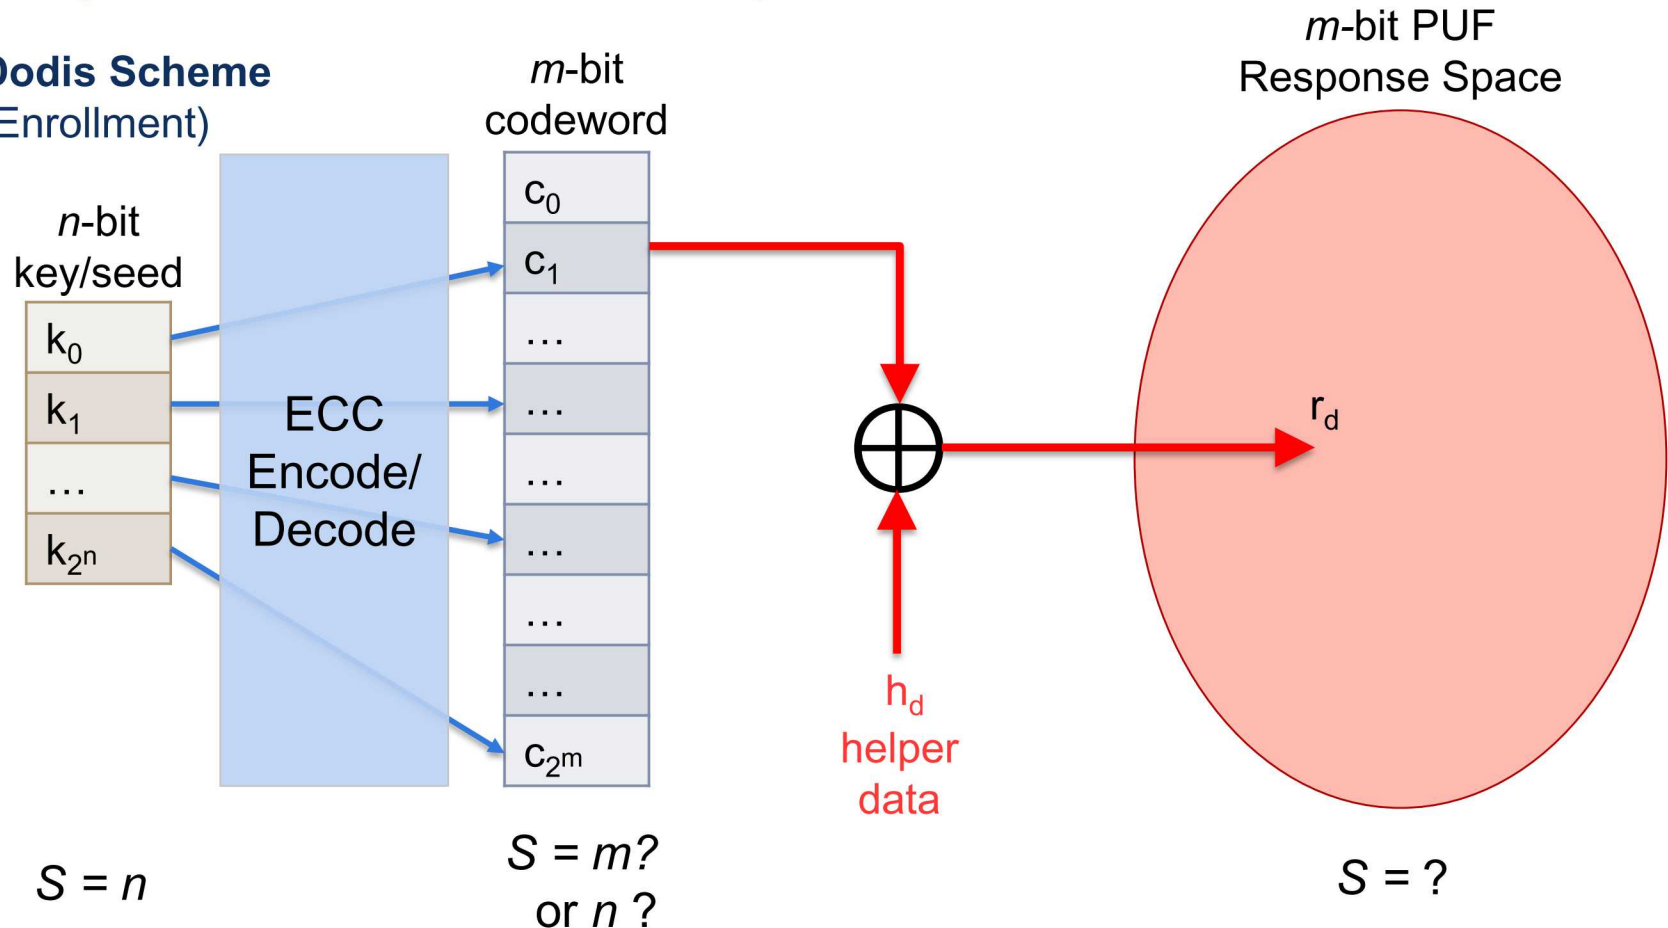 m-bit PUF
Response Space
Dodis Scheme
Enrollment)
m-bit
codeword
n-bit
key/seed
k0
k1
…
k2n
ECC
Encode/
Decode
c0
c1
…
…
…
…
…
…
c2m
rd
hd
helper
data
S = n
S = m?
or n ?
S = ?